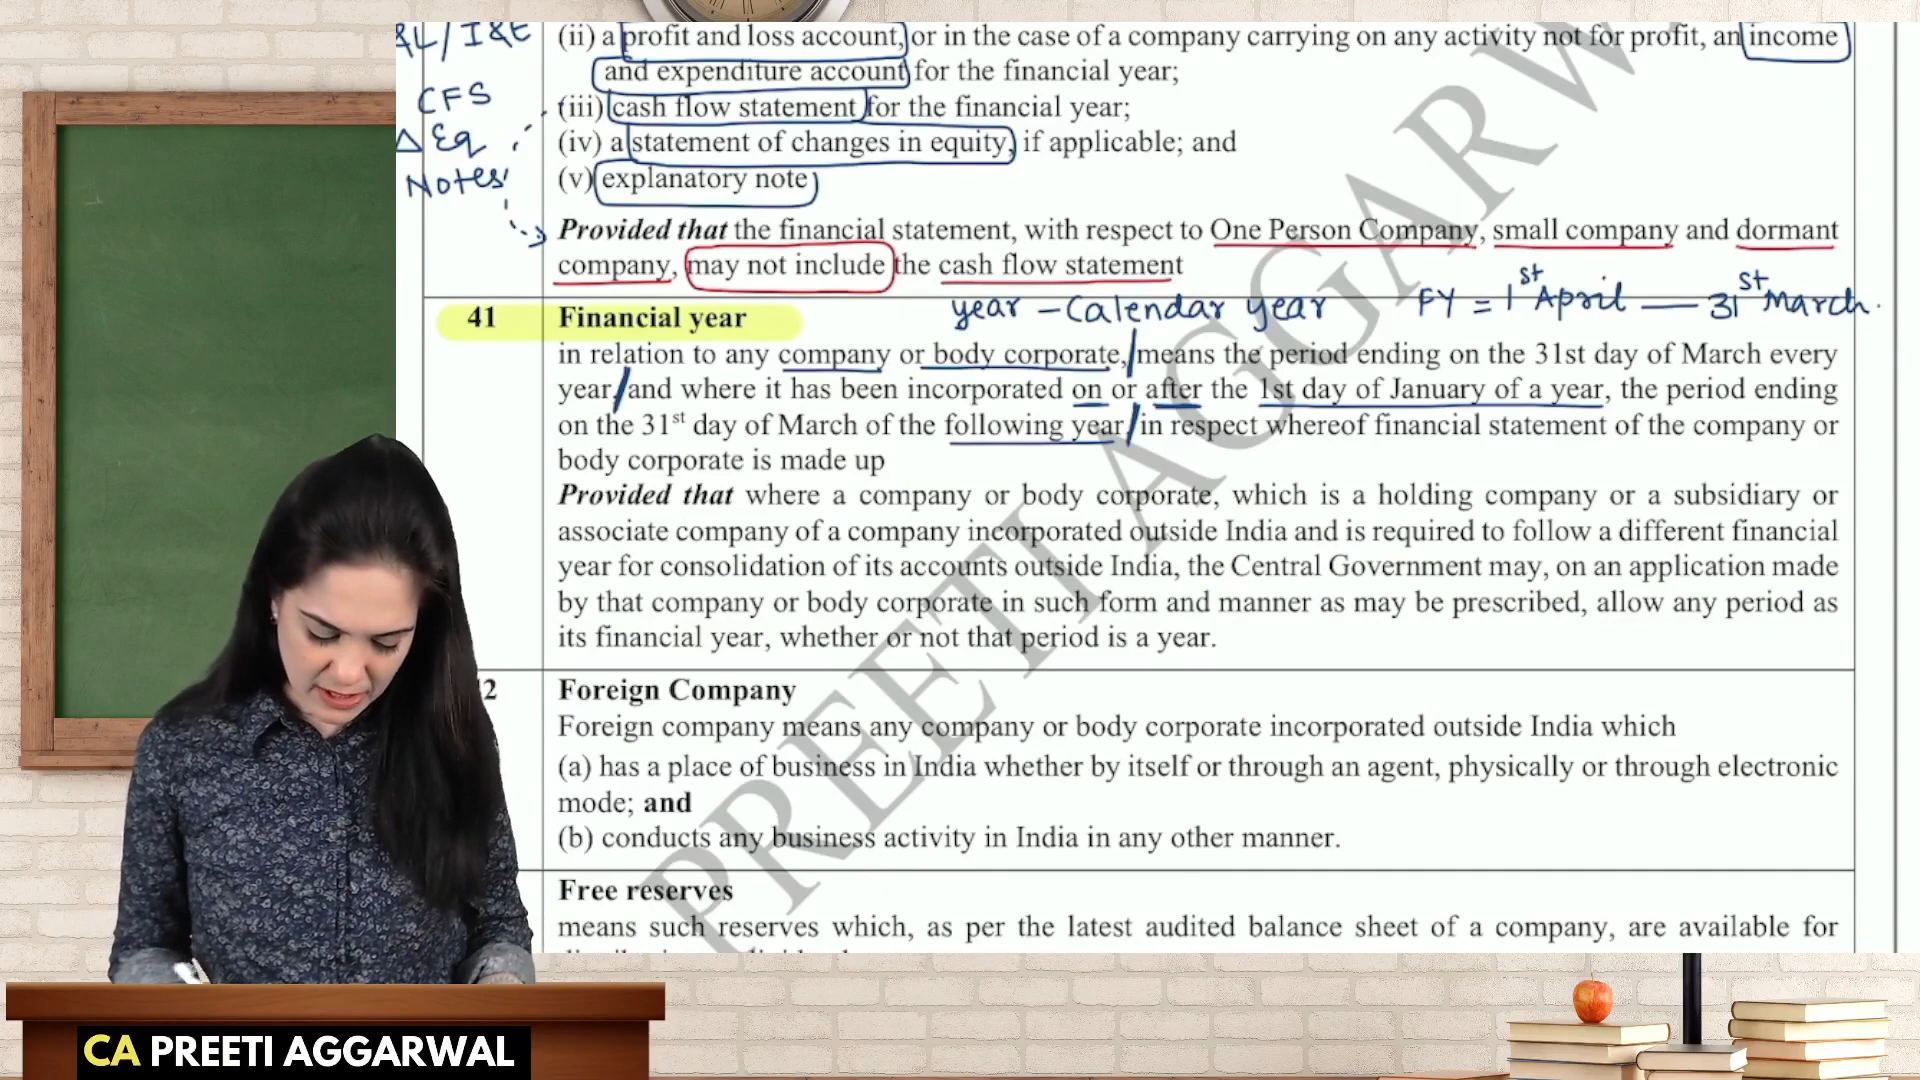 &L / I&E
(ii) a profit and loss account, or in the case of a company carrying on any activity not for profit, an income
and expenditure account for the financial year;
CFS
(iii) cash flow statement for the financial year;
Δ Eq
(iv) a statement of changes in equity, if applicable; and
Notes
(v) explanatory note
Provided that the financial statement, with respect to One Person Company, small company and dormant
company, may not include the cash flow statement
year – Calendar year FY = 1st April — 31st March.
41 Financial year
in relation to any company or body corporate, means the period ending on the 31st day of March every
year, and where it has been incorporated on or after the 1st day of January of a year, the period ending
on the 31st day of March of the following year, in respect whereof financial statement of the company or
body corporate is made up
Provided that where a company or body corporate, which is a holding company or a subsidiary or
associate company of a company incorporated outside India and is required to follow a different financial
year for consolidation of its accounts outside India, the Central Government may, on an application made
by that company or body corporate in such form and manner as may be prescribed, allow any period as
its financial year, whether or not that period is a year.
2 Foreign Company
Foreign company means any company or body corporate incorporated outside India which
(a) has a place of business in India whether by itself or through an agent, physically or through electronic
mode; and
(b) conducts any business activity in India in any other manner.
Free reserves
means such reserves which, as per the latest audited balance sheet of a company, are available for
PREETI AGGARW
CA PREETI AGGARWAL